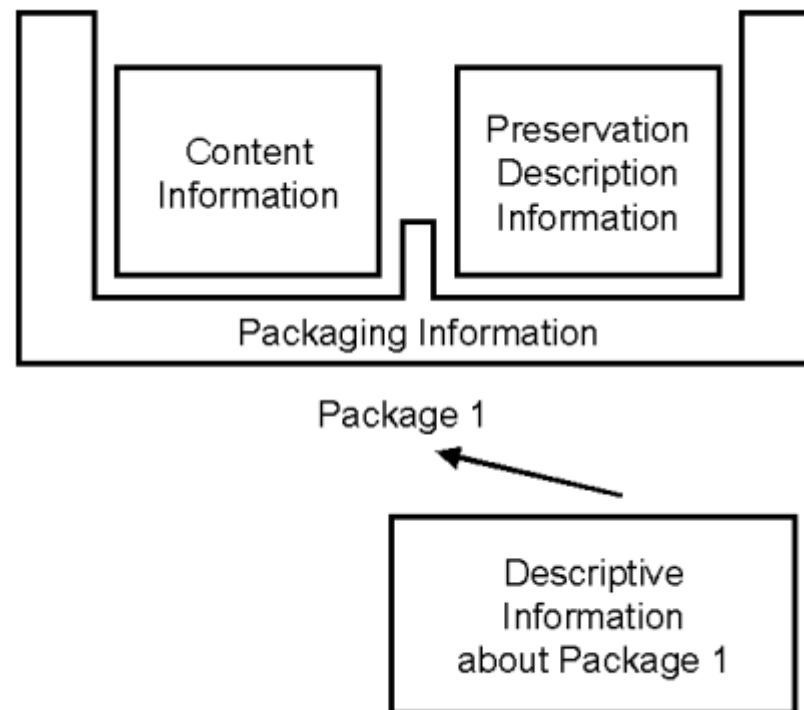 Content
Information
Preservation
Description
Information
Packaging Information
Package 1
Descriptive
Information
about Package 1